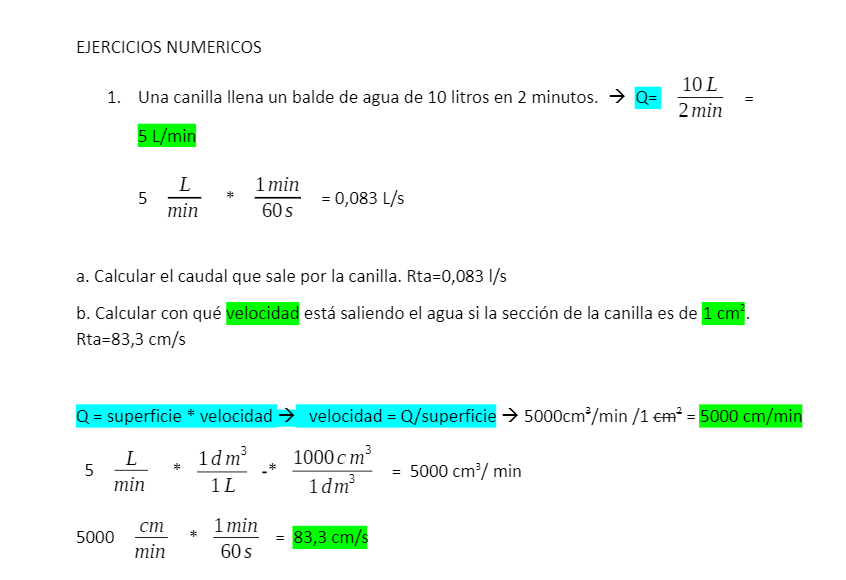 EJERCICIOS NUMERICOS
1. Una canilla llena un balde de agua de 10 litros en 2 minutos. → Q= 10 L / 2 min =
5 L/min
5 L / min * 1 min / 60 s = 0,083 L/s
a. Calcular el caudal que sale por la canilla. Rta=0,083 l/s
b. Calcular con qué velocidad está saliendo el agua si la sección de la canilla es de 1 cm².
Rta=83,3 cm/s
Q = superficie * velocidad → velocidad = Q/superficie → 5000cm³/min /1 cm² = 5000 cm/min
5 L / min * 1 dm³ / 1 L -* 1000 cm³ / 1 dm³ = 5000 cm³/ min
5000 cm / min * 1 min / 60 s = 83,3 cm/s